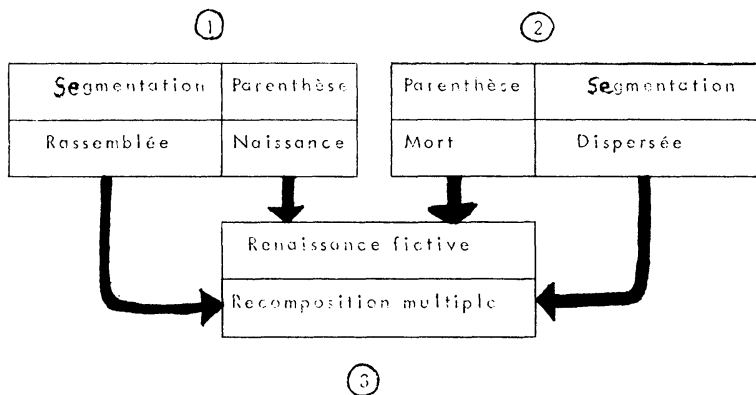 1 2
Segmentation Parenthèse Parenthèse Segmentation
Rassemblée Naissance Mort Dispersée
Renaissance fictive
Recomposition multiple
3